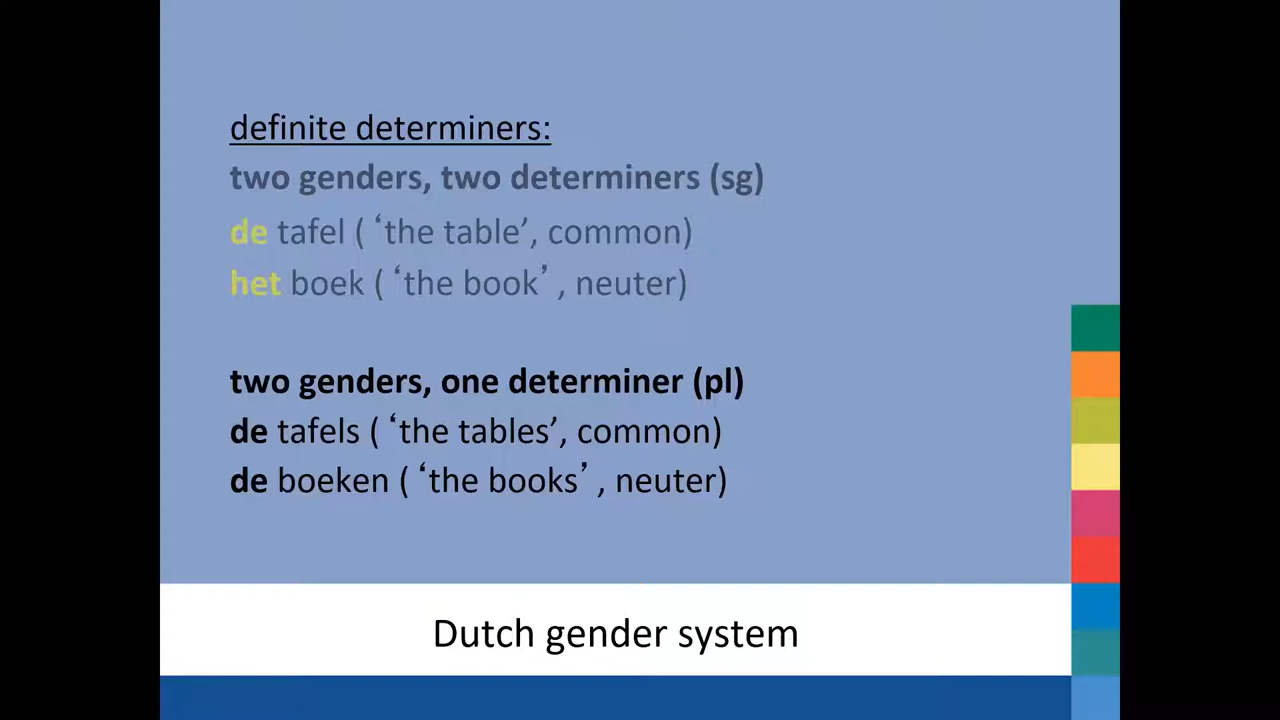 definite determiners:
two genders, two determiners (sg)
de tafel ( ‘the table’, common)
het boek ( ‘the book’ , neuter)
two genders, one determiner (pl)
de tafels ( ‘the tables’, common)
de boeken ( ‘the books’ , neuter)
Dutch gender system